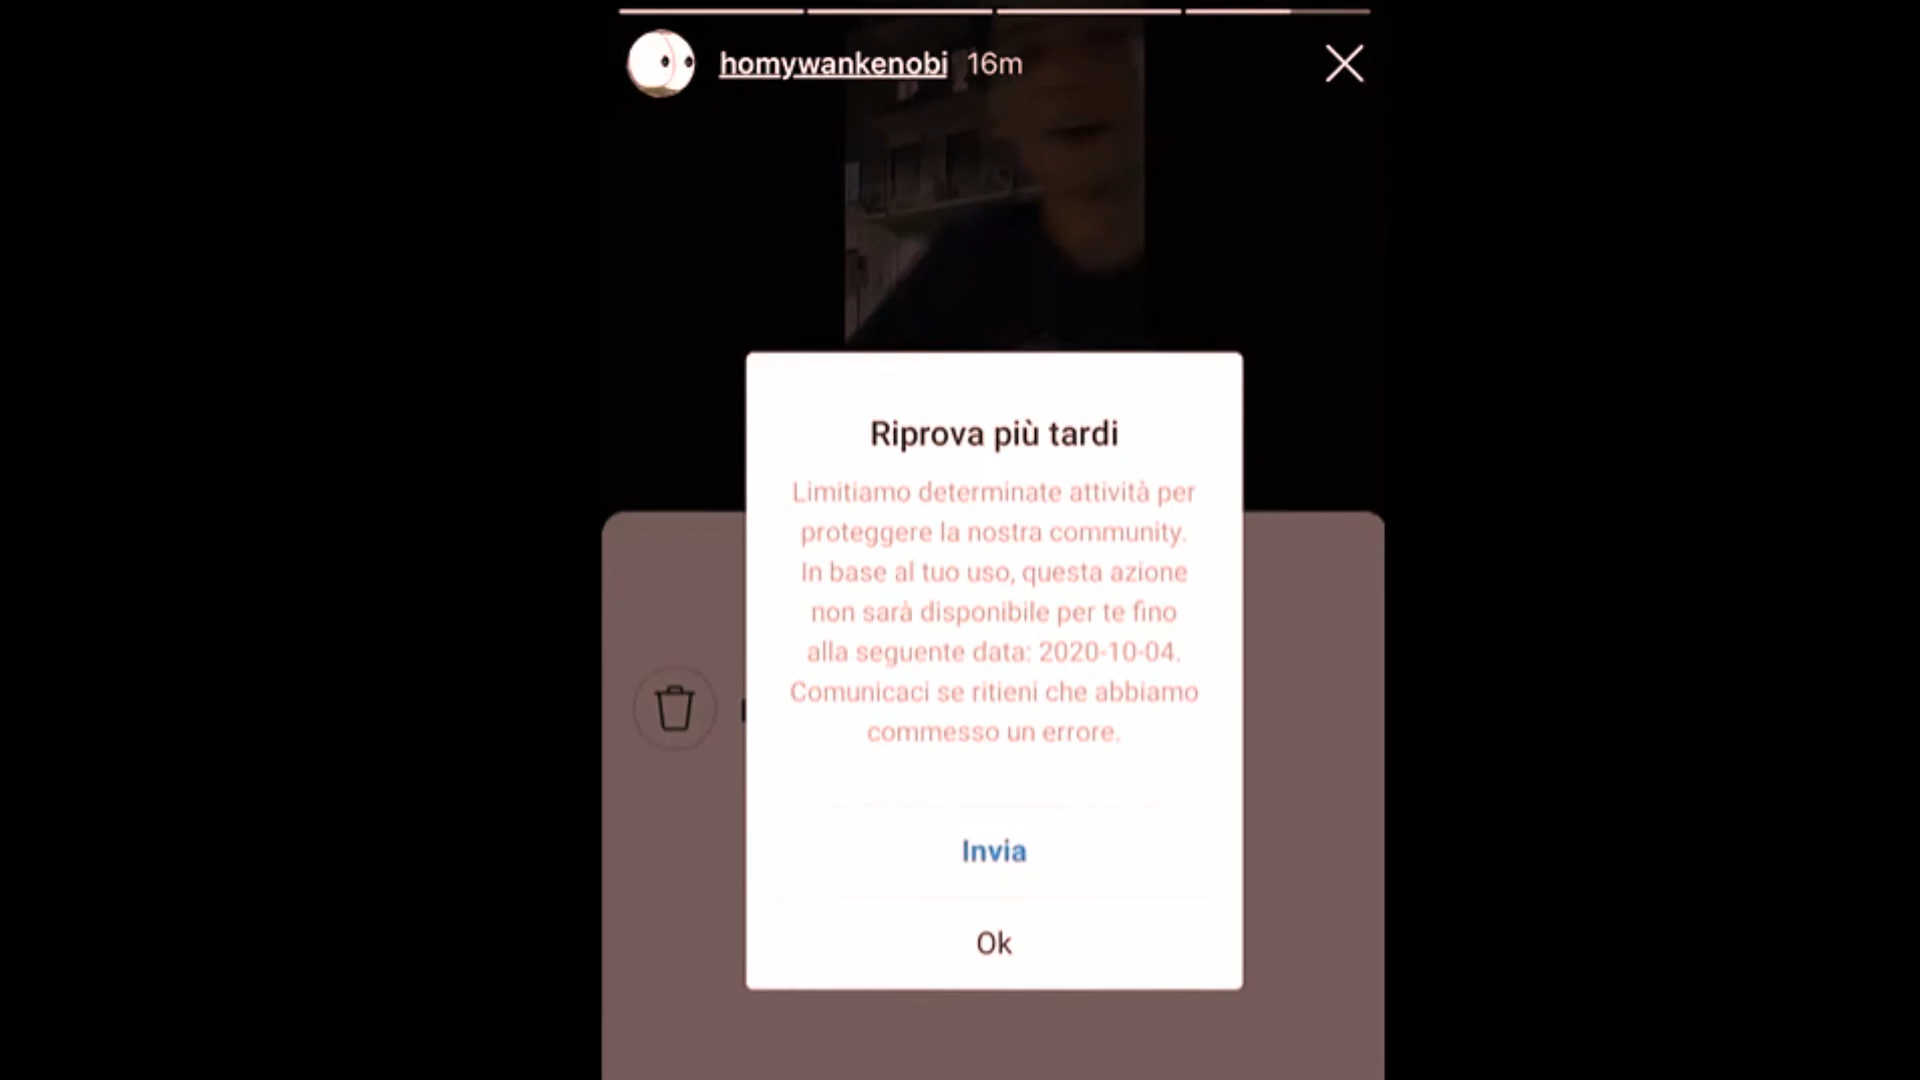 homywankenobi 16m
Riprova più tardi
Limitiamo determinate attività per
proteggere la nostra community.
In base al tuo uso, questa azione
non sarà disponibile per te fino
alla seguente data: 2020-10-04.
Comunicaci se ritieni che abbiamo
commesso un errore.
Invia
Ok